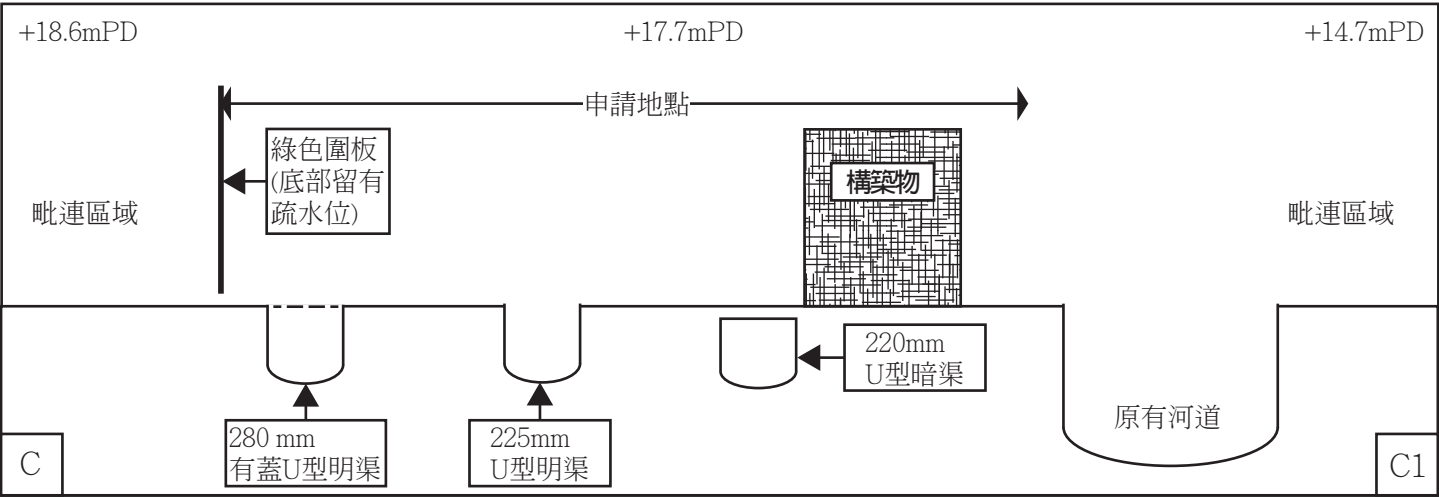 +18.6mPD
+17.7mPD
+14.7mPD
申請地點
綠色圍板
(底部留有
疏水位)
構築物
毗連區域
毗連區域
220mm
U型暗渠
原有河道
280 mm
有蓋U型明渠
225mm
U型明渠
C
C1